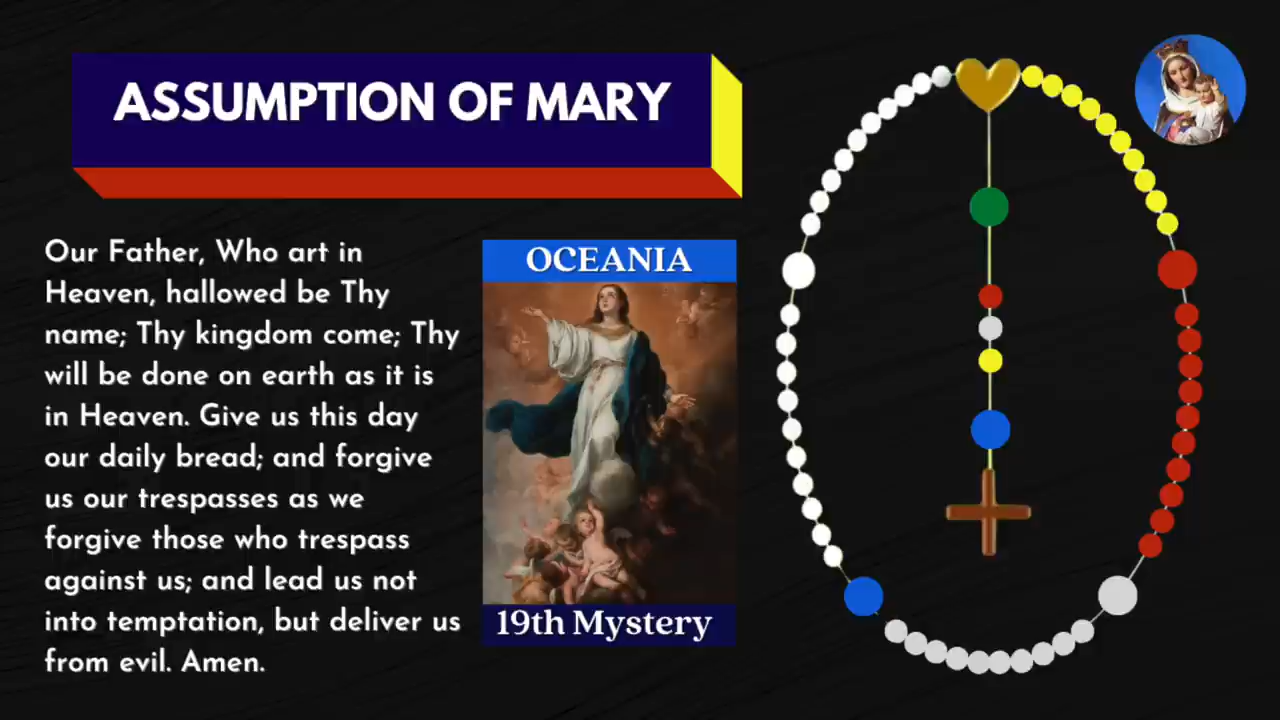 ASSUMPTION OF MARY
Our Father, Who art in
Heaven, hallowed be Thy
name; Thy kingdom come; Thy
will be done on earth as it is
in Heaven. Give us this day
our daily bread; and forgive
us our trespasses as we
forgive those who trespass
against us; and lead us not
into temptation, but deliver us
from evil. Amen.
OCEANIA
19th Mystery